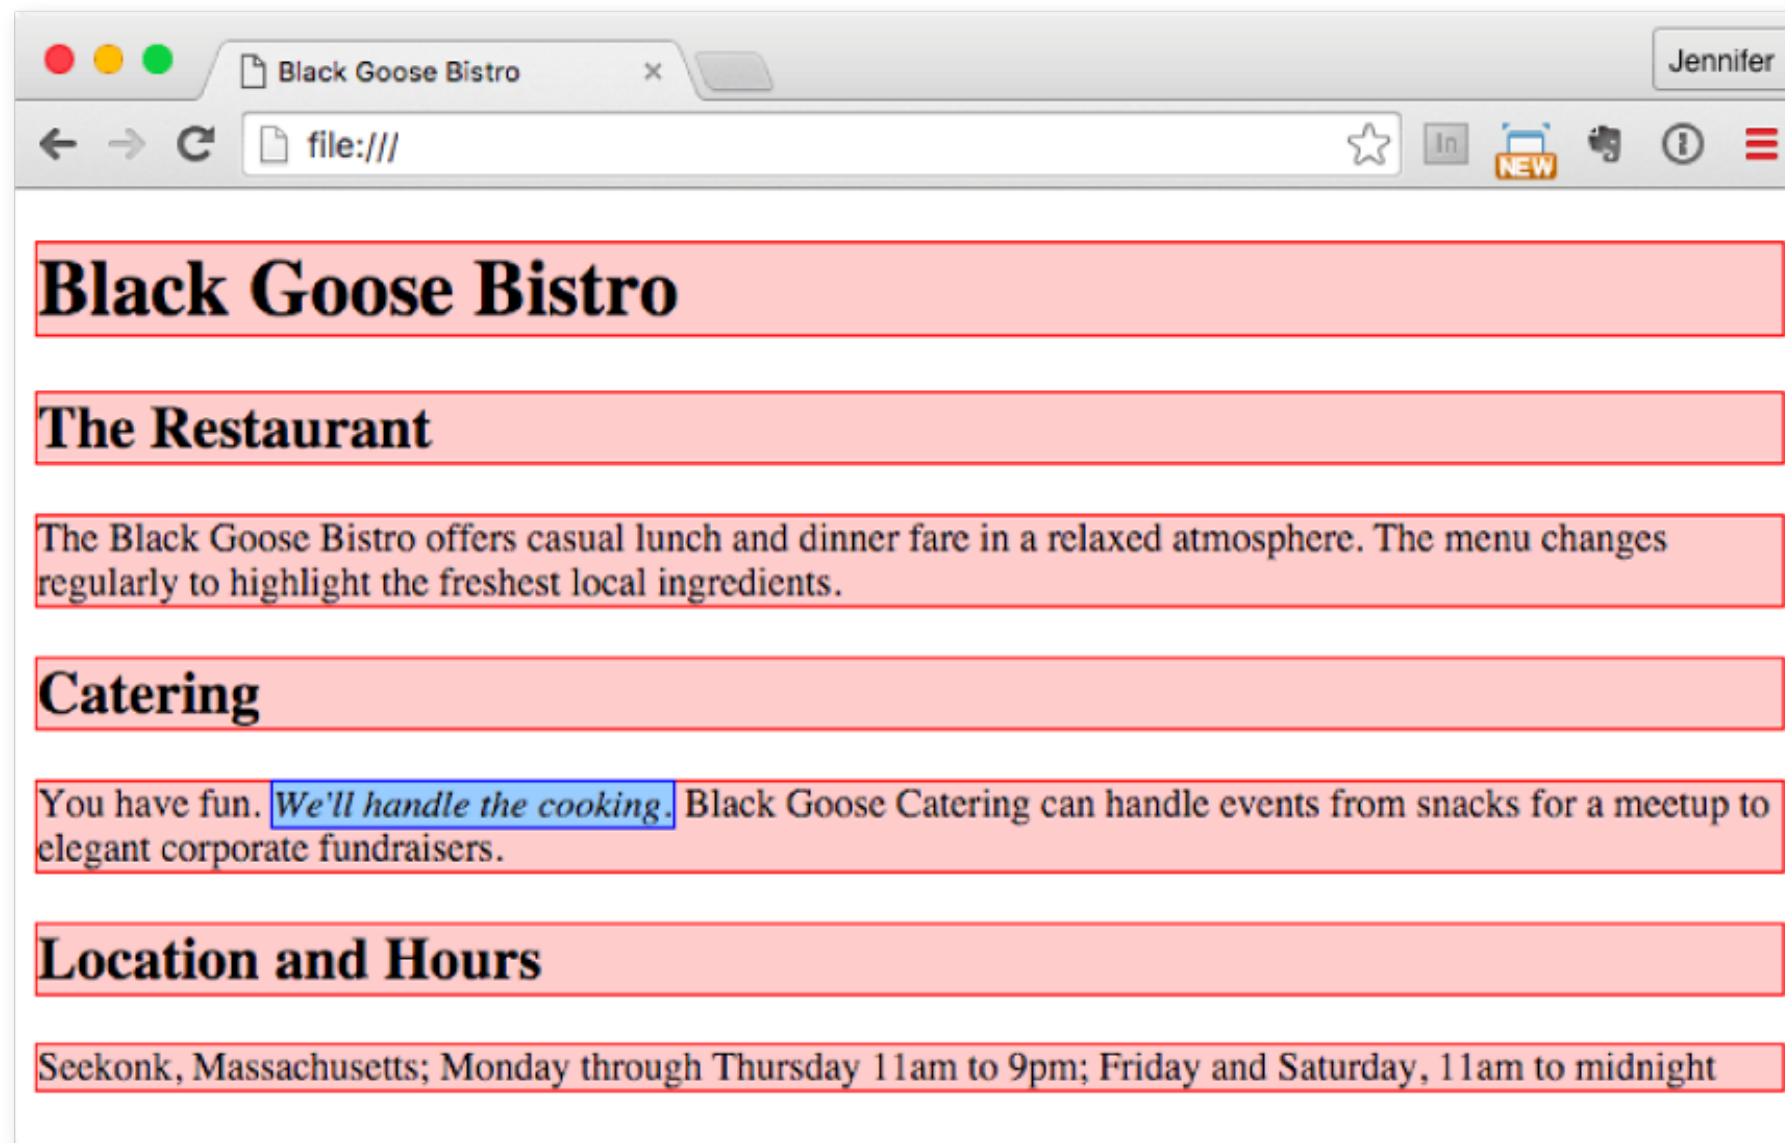 Black Goose Bistro
Jennifer
file:///
In
NEW
Black Goose Bistro
The Restaurant
The Black Goose Bistro offers casual lunch and dinner fare in a relaxed atmosphere. The menu changes
regularly to highlight the freshest local ingredients.
Catering
You have fun. We'll handle the cooking. Black Goose Catering can handle events from snacks for a meetup to
elegant corporate fundraisers.
Location and Hours
Seekonk, Massachusetts; Monday through Thursday 11am to 9pm; Friday and Saturday, 11am to midnight